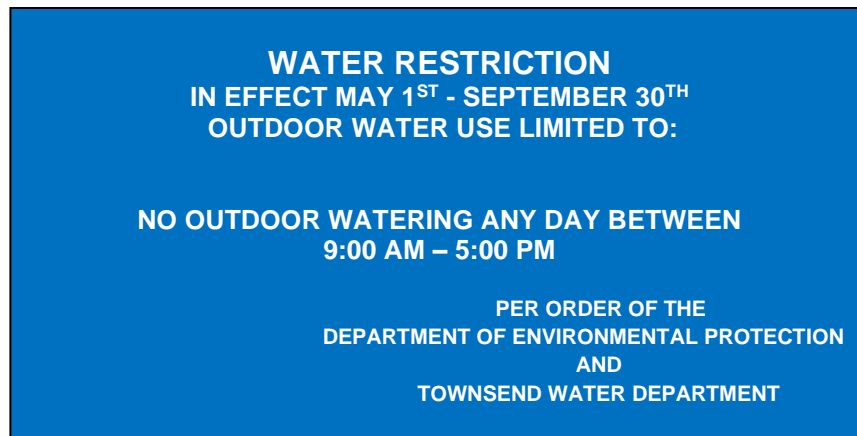 WATER RESTRICTION
IN EFFECT MAY 1ST - SEPTEMBER 30TH
OUTDOOR WATER USE LIMITED TO:
NO OUTDOOR WATERING ANY DAY BETWEEN
9:00 AM – 5:00 PM
PER ORDER OF THE
DEPARTMENT OF ENVIRONMENTAL PROTECTION
AND
TOWNSEND WATER DEPARTMENT